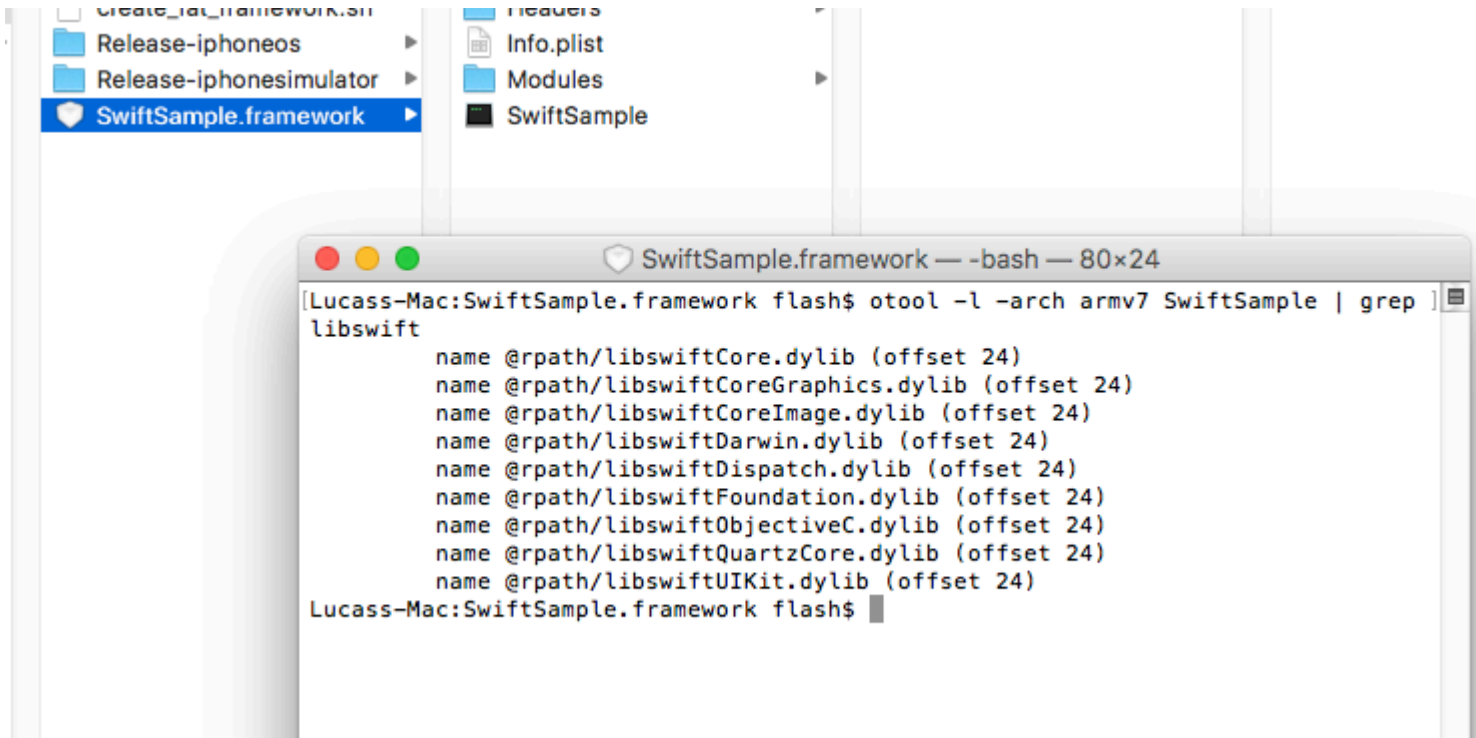 create_fat_framework.sh
Release-iphoneos
Release-iphonesimulator
SwiftSample.framework
Headers
Info.plist
Modules
SwiftSample
SwiftSample.framework — -bash — 80×24
[Lucass-Mac:SwiftSample.framework flash$ otool -l -arch armv7 SwiftSample | grep ]
libswift
name @rpath/libswiftCore.dylib (offset 24)
name @rpath/libswiftCoreGraphics.dylib (offset 24)
name @rpath/libswiftCoreImage.dylib (offset 24)
name @rpath/libswiftDarwin.dylib (offset 24)
name @rpath/libswiftDispatch.dylib (offset 24)
name @rpath/libswiftFoundation.dylib (offset 24)
name @rpath/libswiftObjectiveC.dylib (offset 24)
name @rpath/libswiftQuartzCore.dylib (offset 24)
name @rpath/libswiftUIKit.dylib (offset 24)
Lucass-Mac:SwiftSample.framework flash$